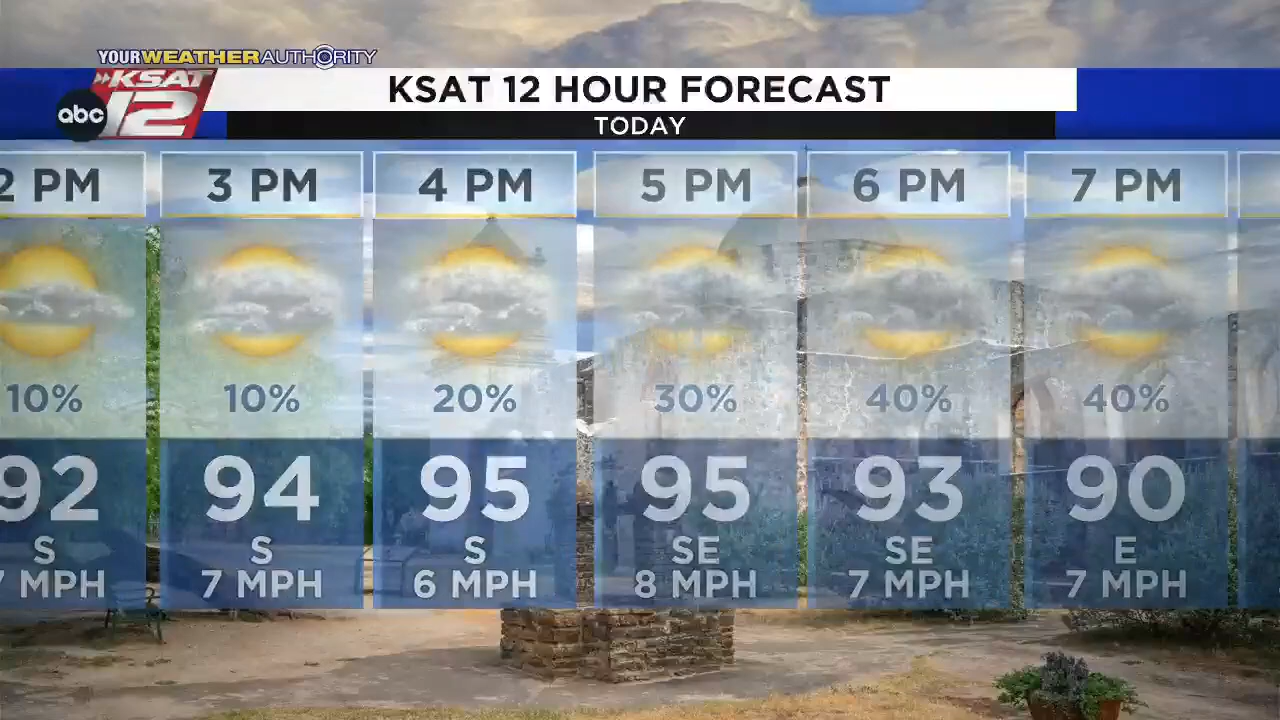 YOURWEATHERAUTHORITY
KSAT
abc 12
KSAT 12 HOUR FORECAST
TODAY
2 PM 3 PM 4 PM 5 PM 6 PM 7 PM
10% 10% 20% 30% 40% 40%
92 94 95 95 93 90
S S S SE SE E
7 MPH 7 MPH 6 MPH 8 MPH 7 MPH 7 MPH